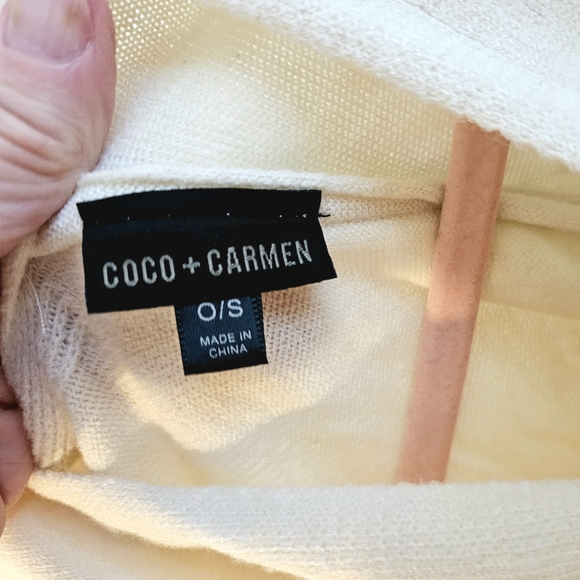 COCO + CARMEN
O/S
MADE IN
CHINA